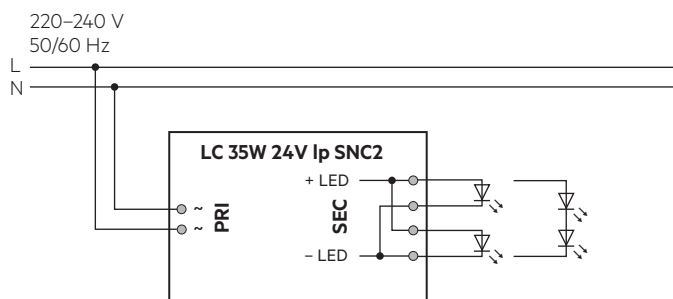 220–240 V
50/60 Hz
L
N
LC 35W 24V lp SNC2
+ LED
~
PRI
SEC
~
– LED